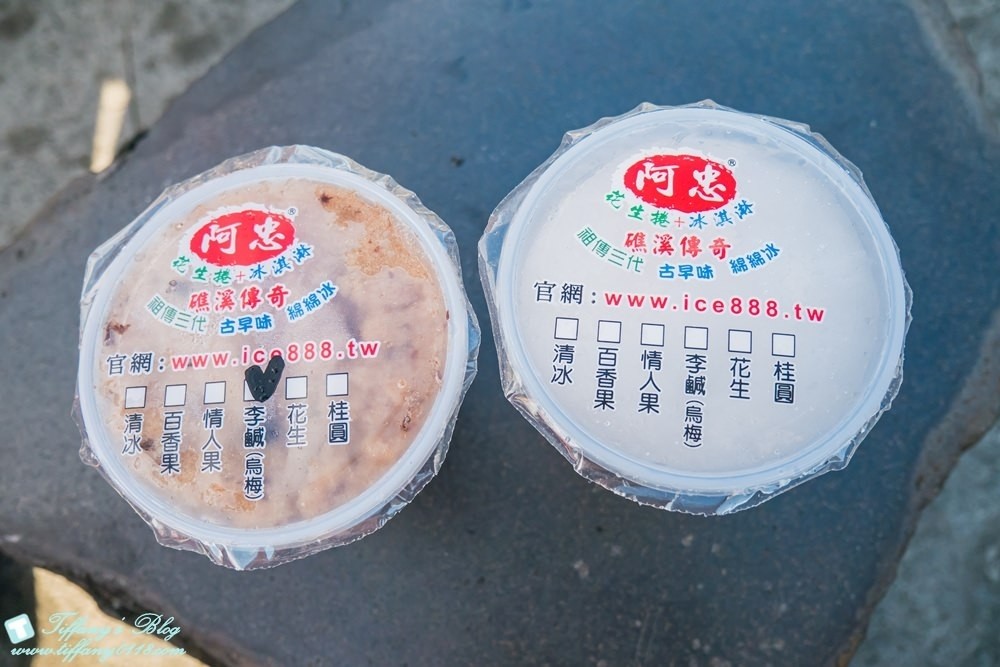 阿忠®
花生捲+冰淇淋
礁溪傳奇
祖傳三代 古早味 綿綿冰
官網:www.ice888.tw
清冰
百香果
情人果
李鹹(烏梅)
花生
桂圓
阿忠®
花生捲+冰淇淋
礁溪傳奇
祖傳三代 古早味 綿綿冰
官網:www.ice888.tw
清冰
百香果
情人果
李鹹(烏梅)
花生
桂圓
T Tiffany's Blog
www.tiffany0118.com